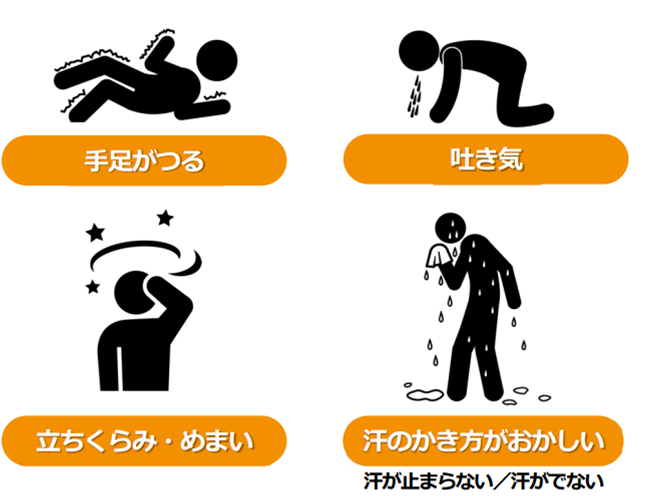 手足がつる
吐き気
立ちくらみ・めまい
汗のかき方がおかしい
汗が止まらない／汗がでない